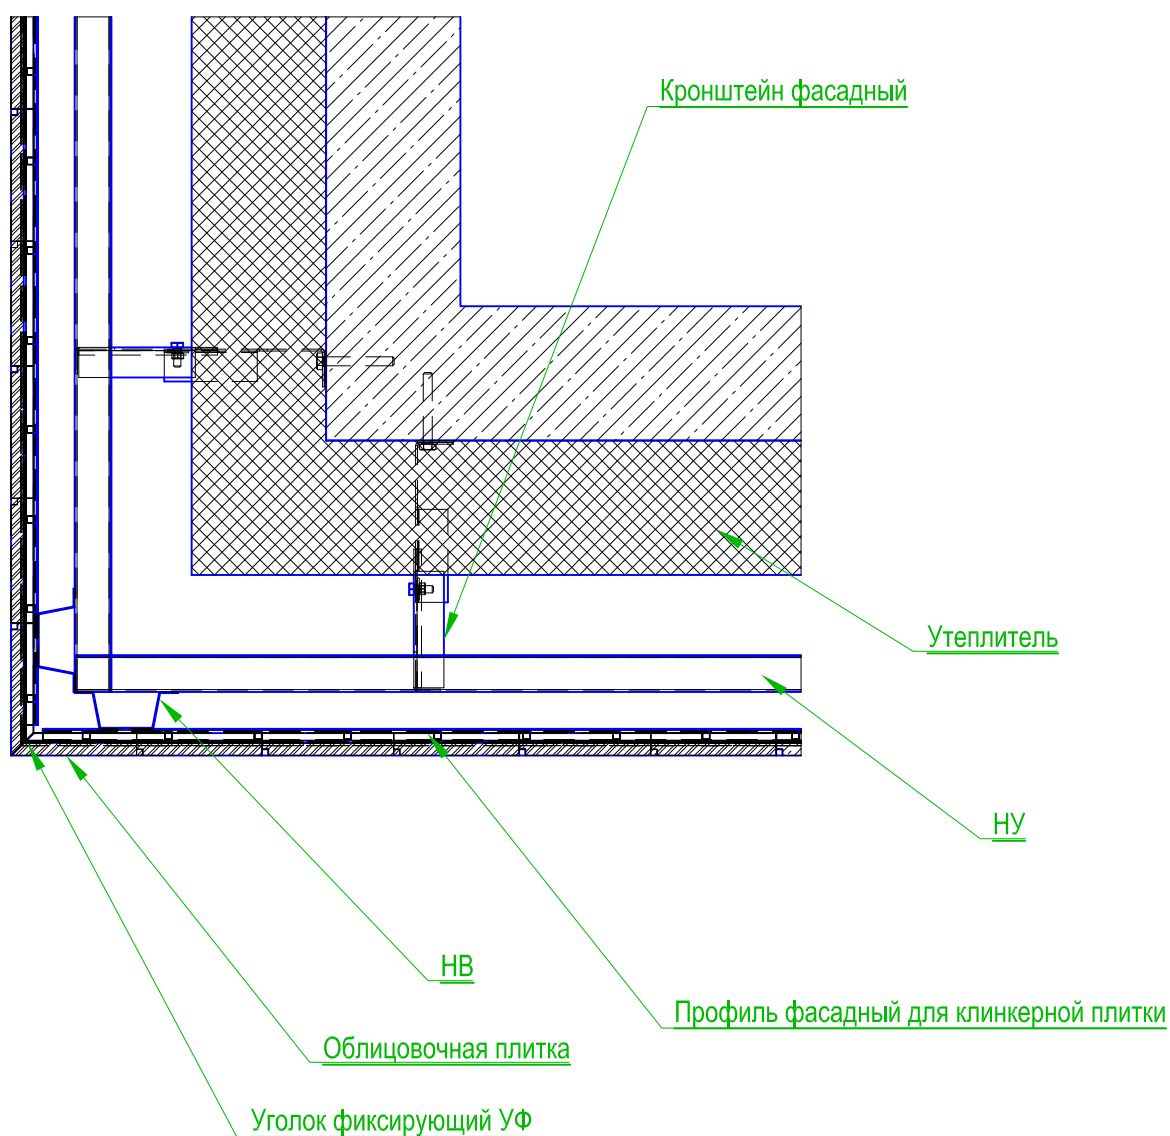 Кронштейн фасадный
Утеплитель
НУ
НВ
Профиль фасадный для клинкерной плитки
Облицовочная плитка
Уголок фиксирующий УФ